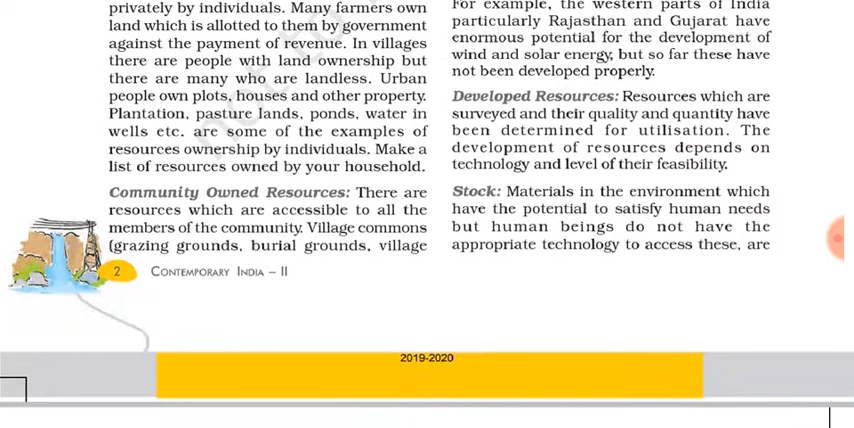 privately by individuals. Many farmers own
land which is allotted to them by government
against the payment of revenue. In villages
there are people with land ownership but
there are many who are landless. Urban
people own plots, houses and other property.
Plantation, pasture lands, ponds, water in
wells etc. are some of the examples of
resources ownership by individuals. Make a
list of resources owned by your household.
Community Owned Resources: There are
resources which are accessible to all the
members of the community. Village commons
(grazing grounds, burial grounds, village
For example, the western parts of India
particularly Rajasthan and Gujarat have
enormous potential for the development of
wind and solar energy, but so far these have
not been developed properly.
Developed Resources: Resources which are
surveyed and their quality and quantity have
been determined for utilisation. The
development of resources depends on
technology and level of their feasibility.
Stock: Materials in the environment which
have the potential to satisfy human needs
but human beings do not have the
appropriate technology to access these, are
2 CONTEMPORARY INDIA – II
2019-2020
not to